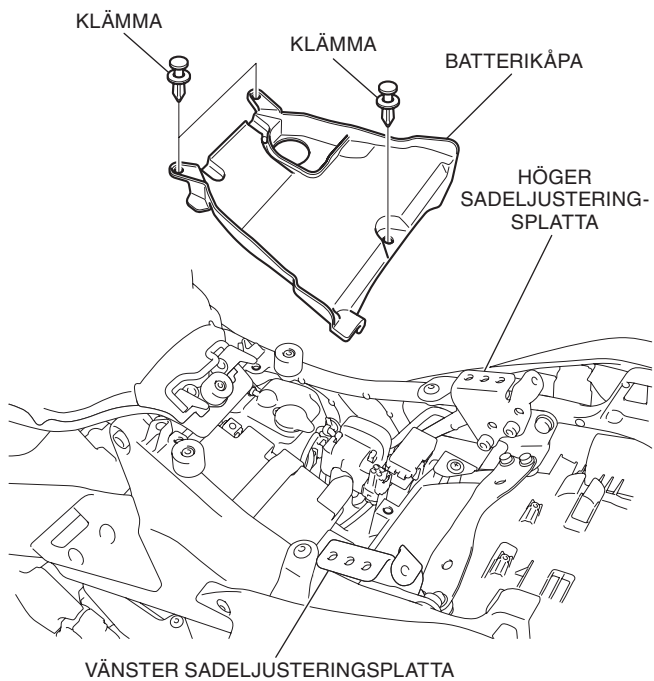 KLÄMMA
KLÄMMA
BATTERIKÅPA
HÖGER
SADELJUSTERING-
SPLATTA
VÄNSTER SADELJUSTERINGSPLATTA